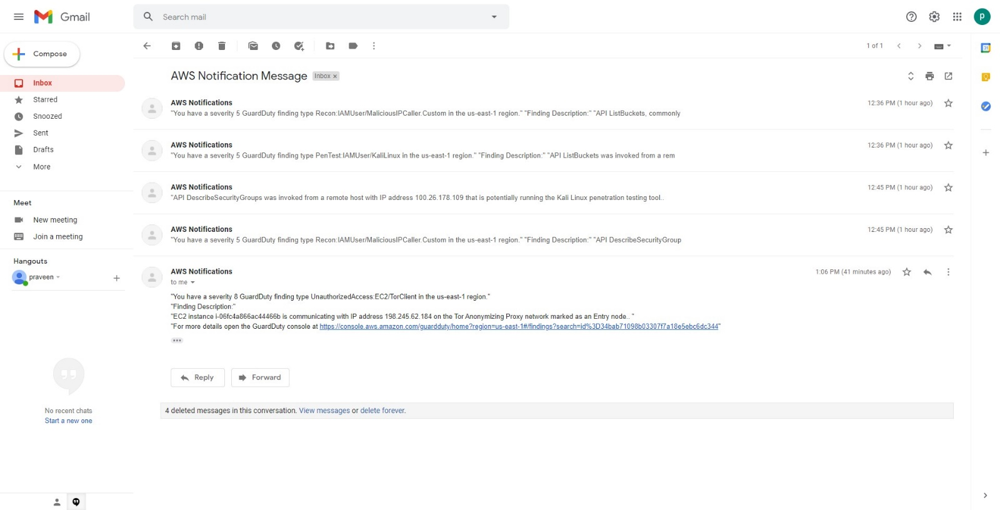 Gmail
Search mail
P
Compose
1 of 1
Inbox
Starred
Snoozed
Sent
Drafts
More
Meet
New meeting
Join a meeting
Hangouts
praveen
No recent chats
Start a new one
AWS Notification Message Inbox x
AWS Notifications 12:36 PM (1 hour ago)
"You have a severity 5 GuardDuty finding type Recon:IAMUser/MaliciousIPCaller.Custom in the us-east-1 region." "Finding Description:" "API ListBuckets, commonly
AWS Notifications 12:36 PM (1 hour ago)
"You have a severity 5 GuardDuty finding type PenTest:IAMUser/KaliLinux in the us-east-1 region." "Finding Description:" "API ListBuckets was invoked from a rem
AWS Notifications 12:45 PM (1 hour ago)
"API DescribeSecurityGroups was invoked from a remote host with IP address 100.26.178.109 that is potentially running the Kali Linux penetration testing tool..
AWS Notifications 12:45 PM (1 hour ago)
"You have a severity 5 GuardDuty finding type Recon:IAMUser/MaliciousIPCaller.Custom in the us-east-1 region." "Finding Description:" "API DescribeSecurityGroup
AWS Notifications 1:06 PM (41 minutes ago)
to me
"You have a severity 8 GuardDuty finding type UnauthorizedAccess:EC2/TorClient in the us-east-1 region."
"Finding Description:"
"EC2 instance i-06fc4a866ac44466b is communicating with IP address 198.245.62.184 on the Tor Anonymizing Proxy network marked as an Entry node.. "
"For more details open the GuardDuty console at https://console.aws.amazon.com/guardduty/home?region=us-east-1#/findings?search=id%3D34bab71098b03307f7a18e5ebc6dc344"
Reply Forward
4 deleted messages in this conversation. View messages or delete forever.
31